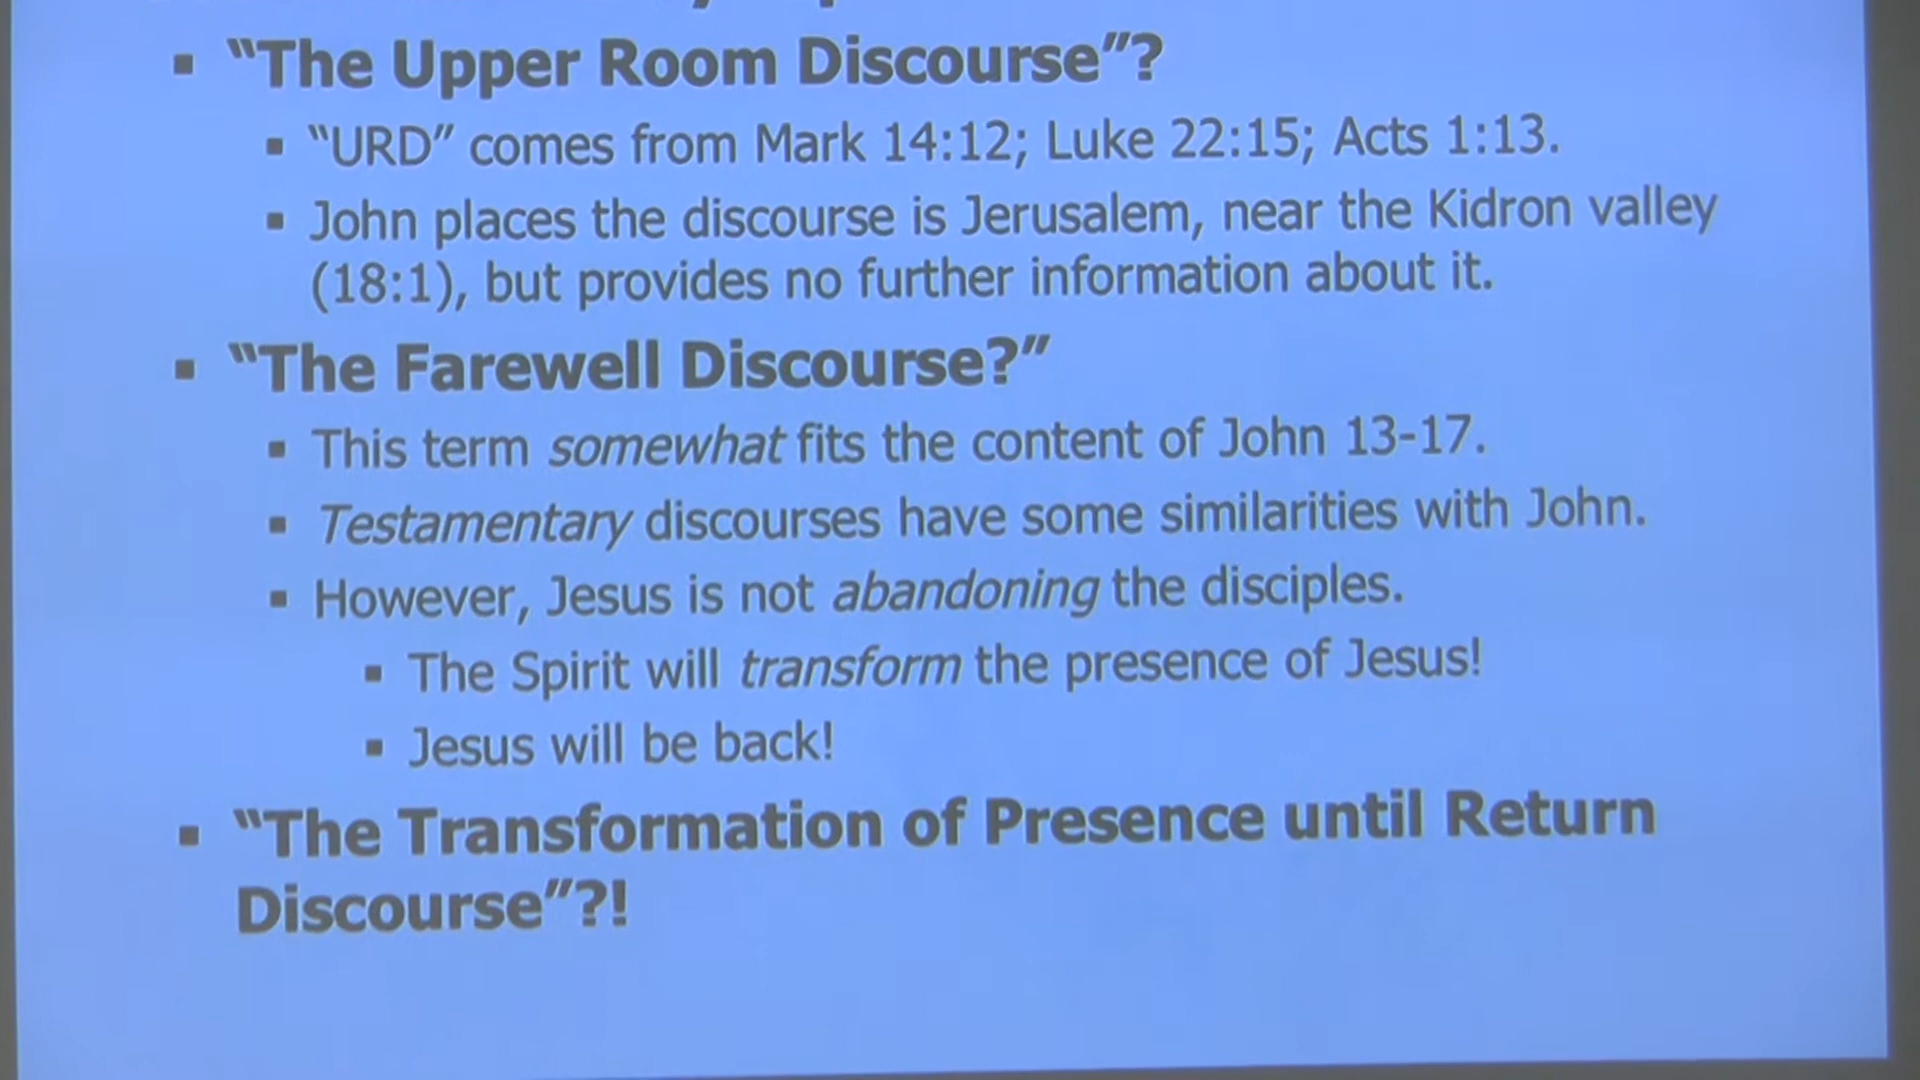 "The Upper Room Discourse"?
"URD" comes from Mark 14:12; Luke 22:15; Acts 1:13.
John places the discourse is Jerusalem, near the Kidron valley
(18:1), but provides no further information about it.
"The Farewell Discourse?"
This term somewhat fits the content of John 13-17.
Testamentary discourses have some similarities with John.
However, Jesus is not abandoning the disciples.
The Spirit will transform the presence of Jesus!
Jesus will be back!
"The Transformation of Presence until Return
Discourse"?!